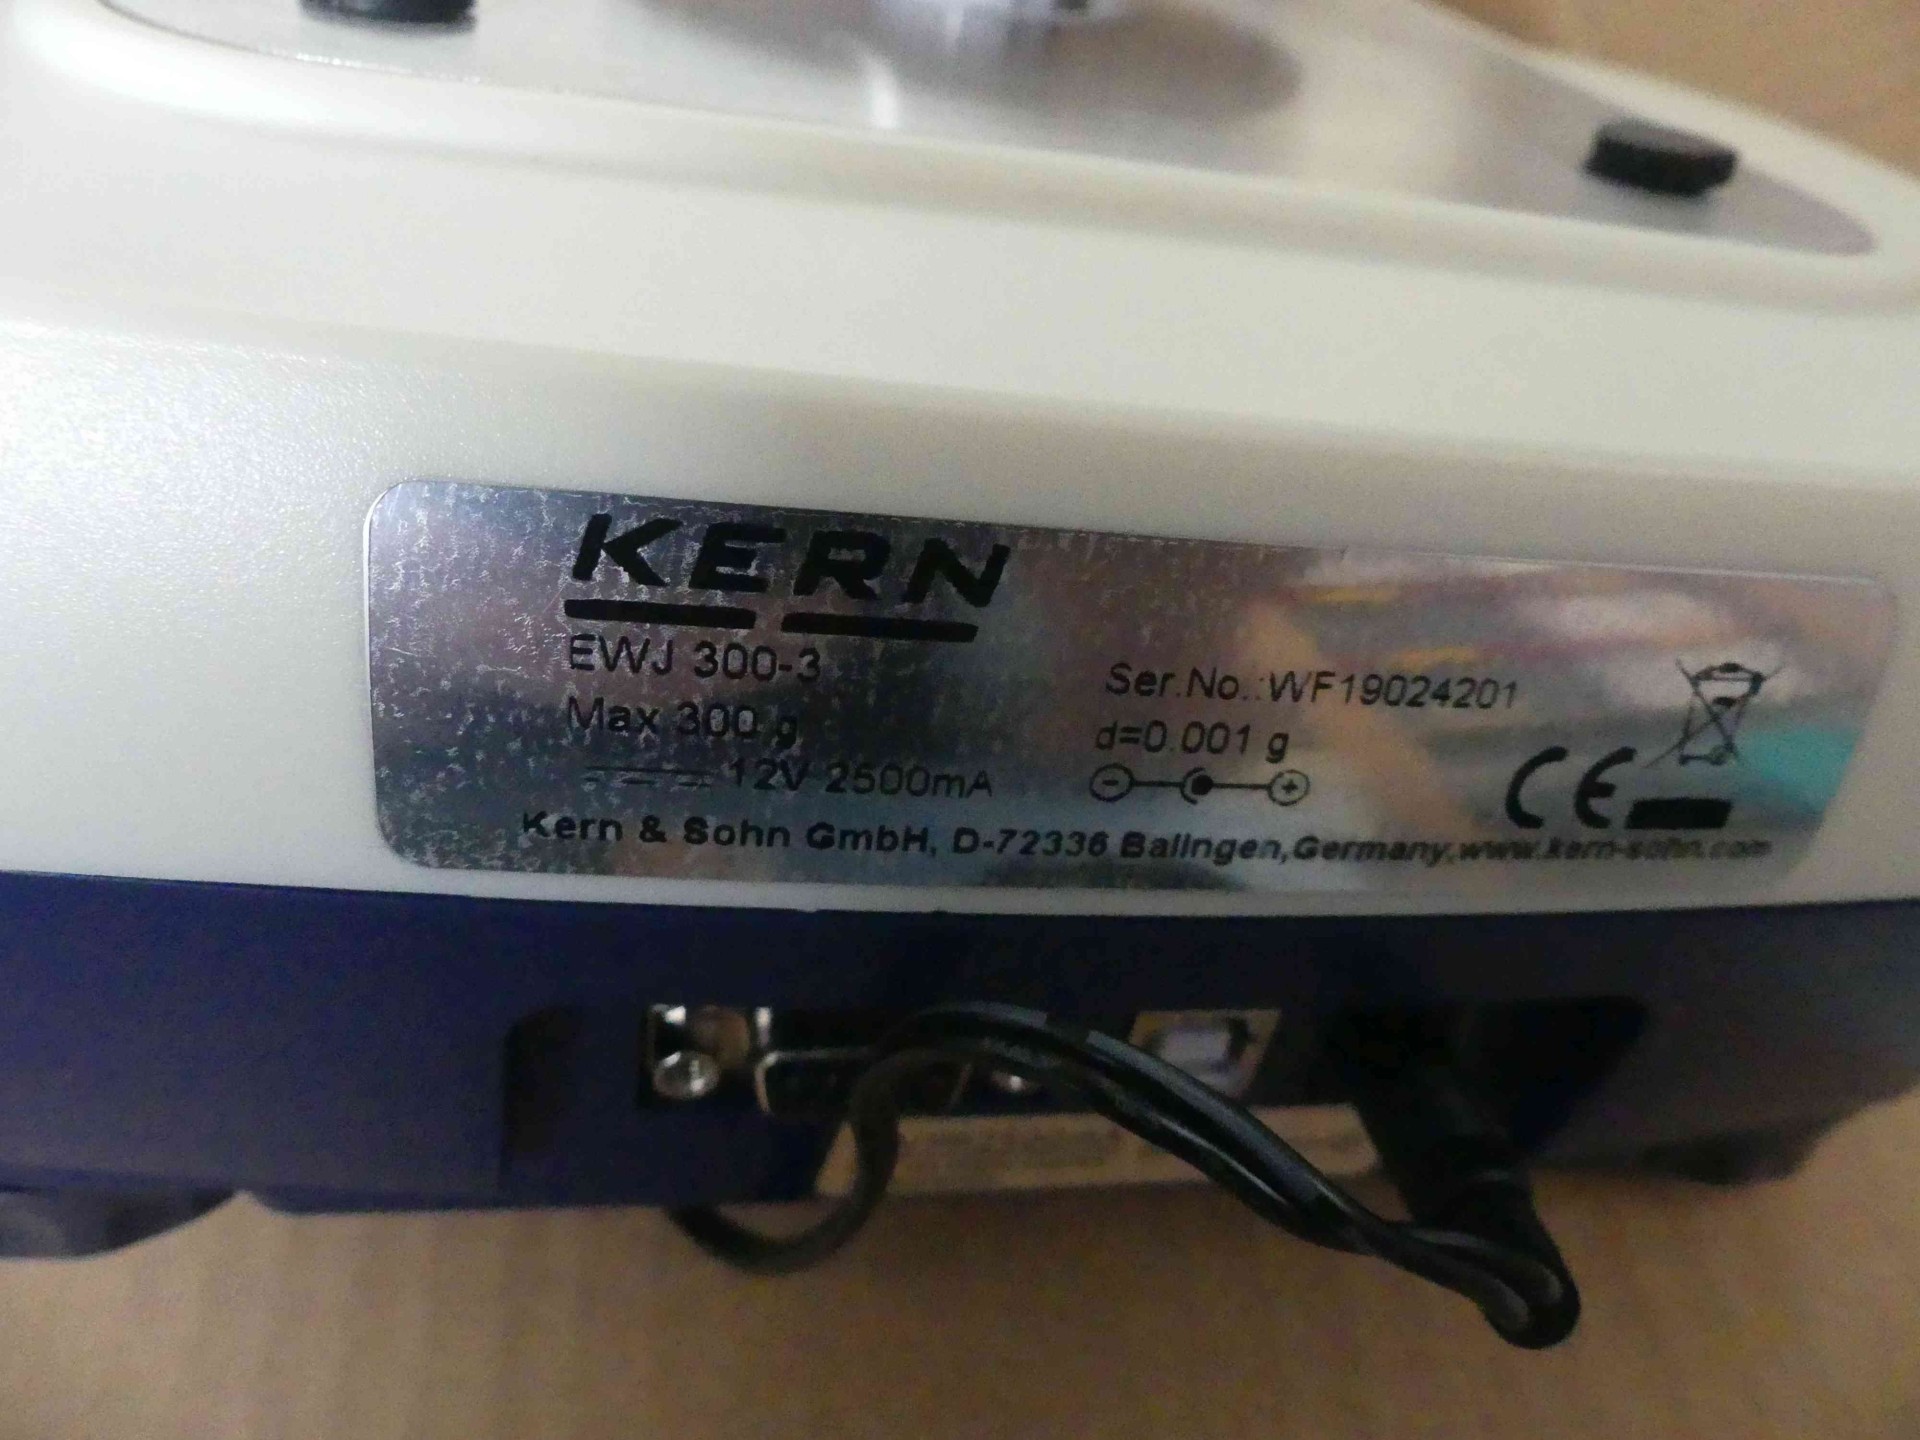 KERN
EWJ 300-3
Max 300 g
12V 2500mA
Ser.No.:WF19024201
d=0.001 g
CE
Kern & Sohn GmbH, D-72336 Balingen,Germany,www.kern-sohn.com